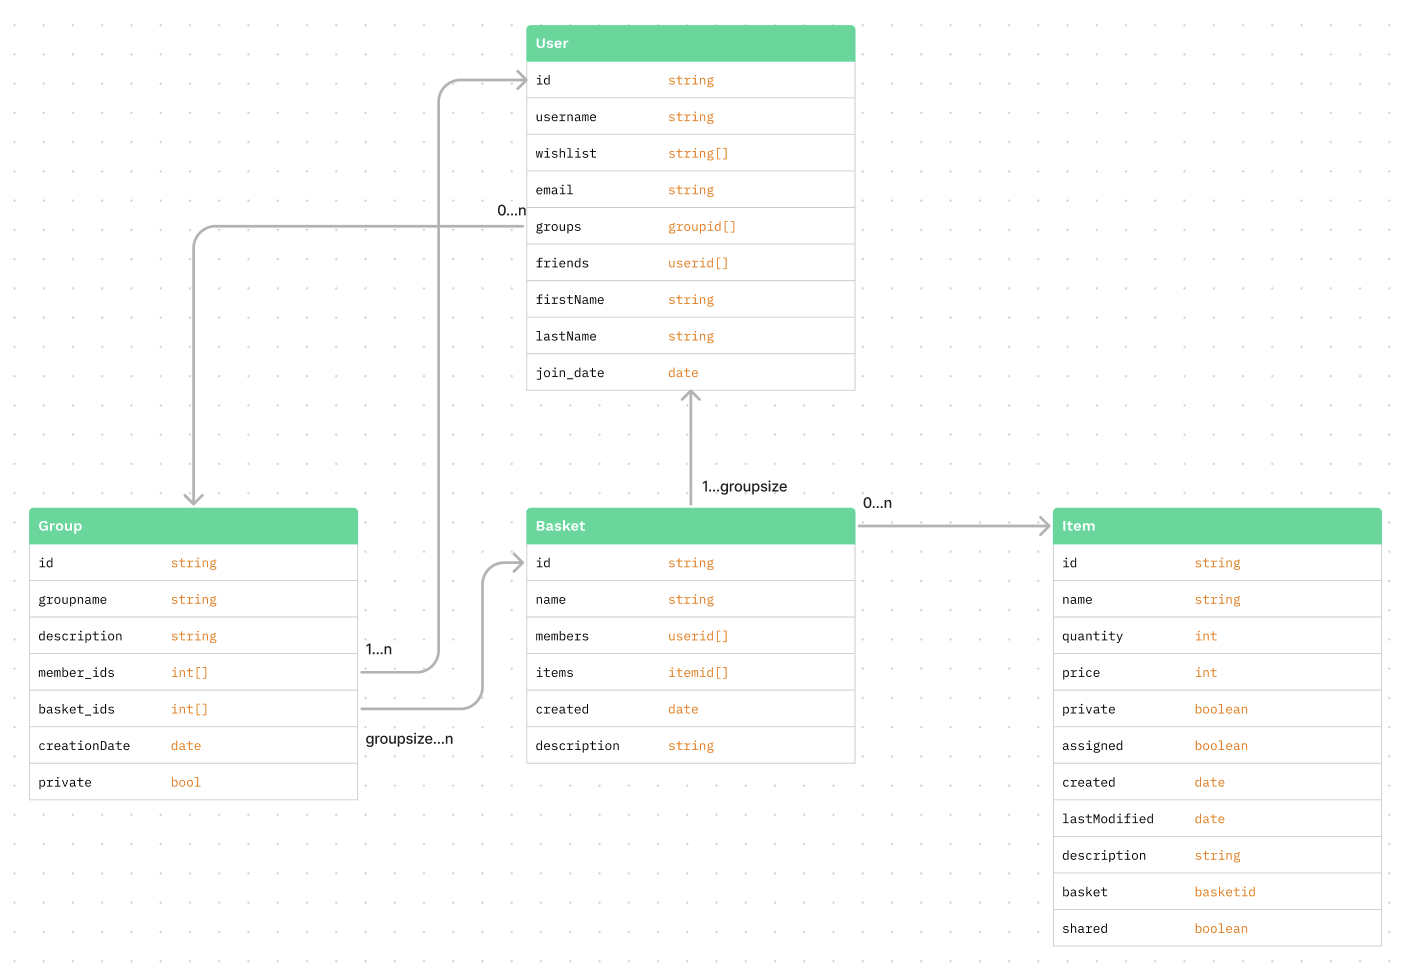 User
id string
username string
wishlist string[]
email string
0...n
groups groupid[]
friends userid[]
firstName string
lastName string
join_date date
1...groupsize
0...n
Group
id string
groupname string
description string
1...n
member_ids int[]
basket_ids int[]
groupsize...n
creationDate date
private bool
Basket
id string
name string
members userid[]
items itemid[]
created date
description string
Item
id string
name string
quantity int
price int
private boolean
assigned boolean
created date
lastModified date
description string
basket basketid
shared boolean